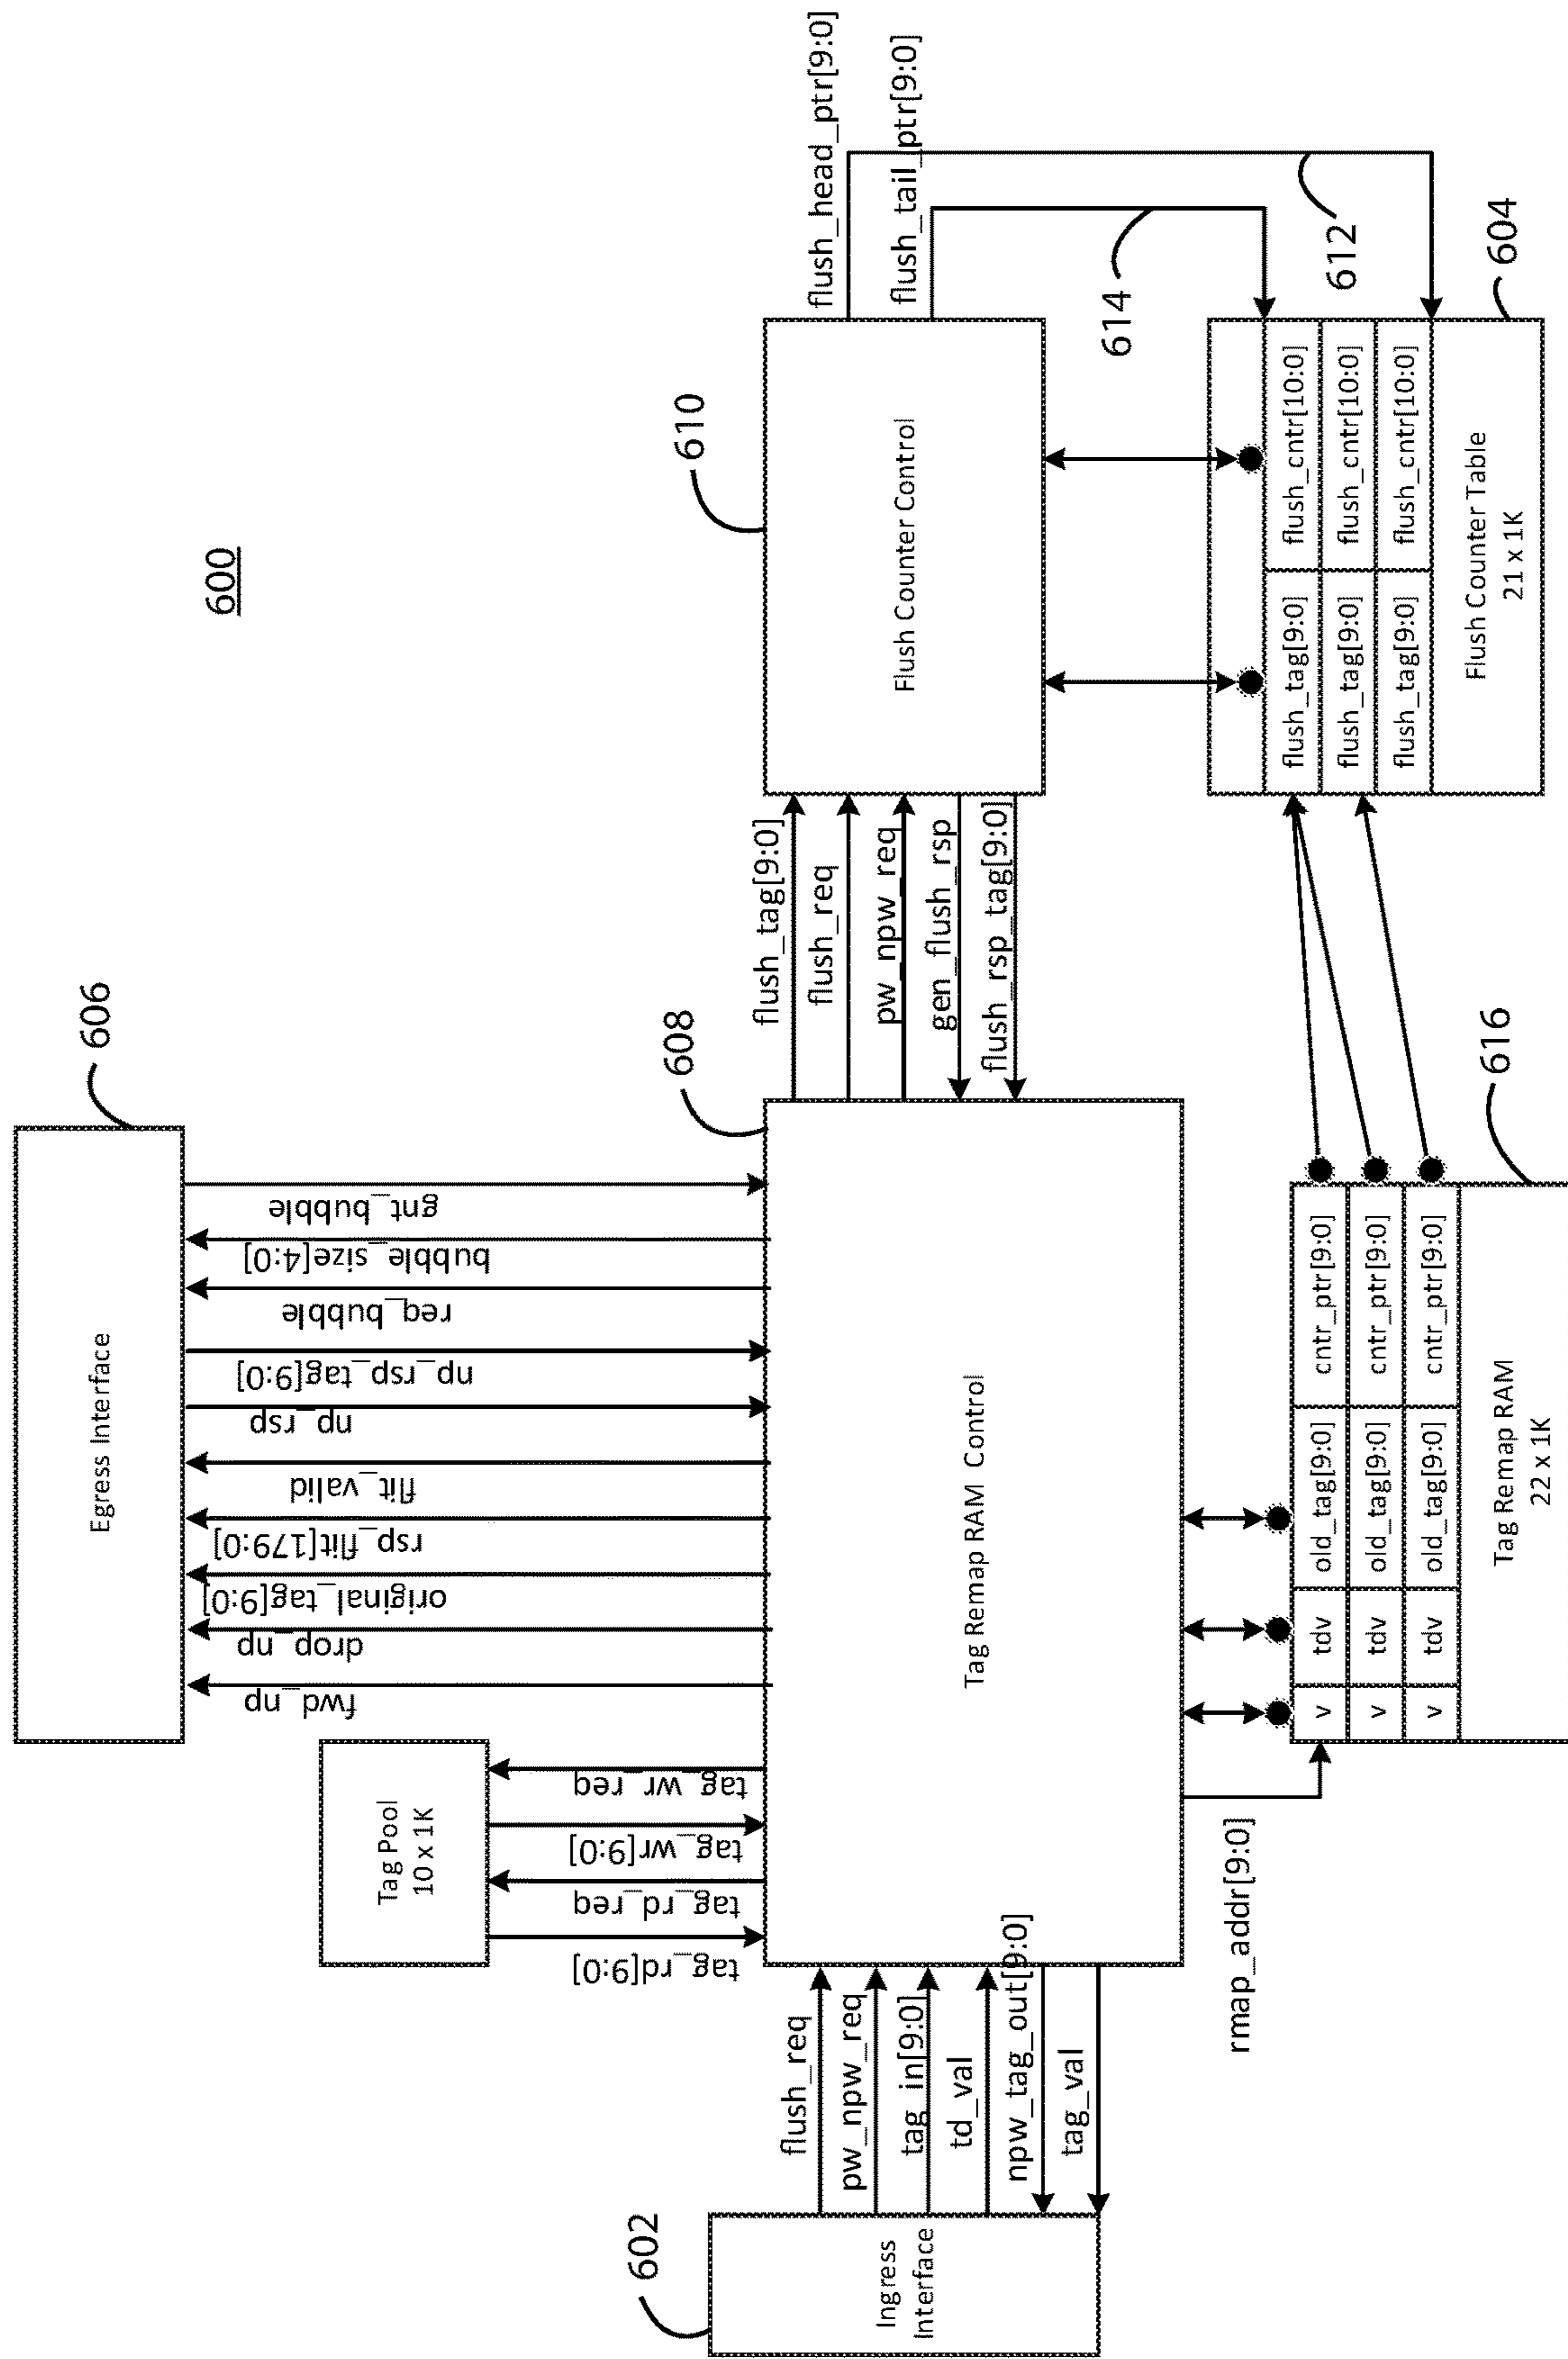 600
606
Egress Interface
fwd_np
drop_np
original_tag[9:0]
rsp_flit[179:0]
flit_valid
np_rsp
np_rsp_tag[9:0]
req_bubble
bubble_size[4:0]
gnt_bubble
Tag Pool
10 x 1K
tag_rd[9:0]
tag_rd_req
tag_wr[9:0]
tag_wr_req
602
Ingress
Interface
flush_req
pw_npw_req
tag_in[9:0]
td_val
npw_tag_out[9:0]
tag_val
608
Tag Remap RAM Control
flush_tag[9:0]
flush_req
pw_npw_req
gen_flush_rsp
flush_rsp_tag[9:0]
610
Flush Counter Control
flush_head_ptr[9:0]
flush_tail_ptr[9:0]
614
612
rmap_addr[9:0]
v tdv old_tag[9:0] cntr_ptr[9:0]
v tdv old_tag[9:0] cntr_ptr[9:0]
v tdv old_tag[9:0] cntr_ptr[9:0]
Tag Remap RAM
22 x 1K
616
flush_tag[9:0] flush_cntr[10:0]
flush_tag[9:0] flush_cntr[10:0]
flush_tag[9:0] flush_cntr[10:0]
Flush Counter Table
21 x 1K
604